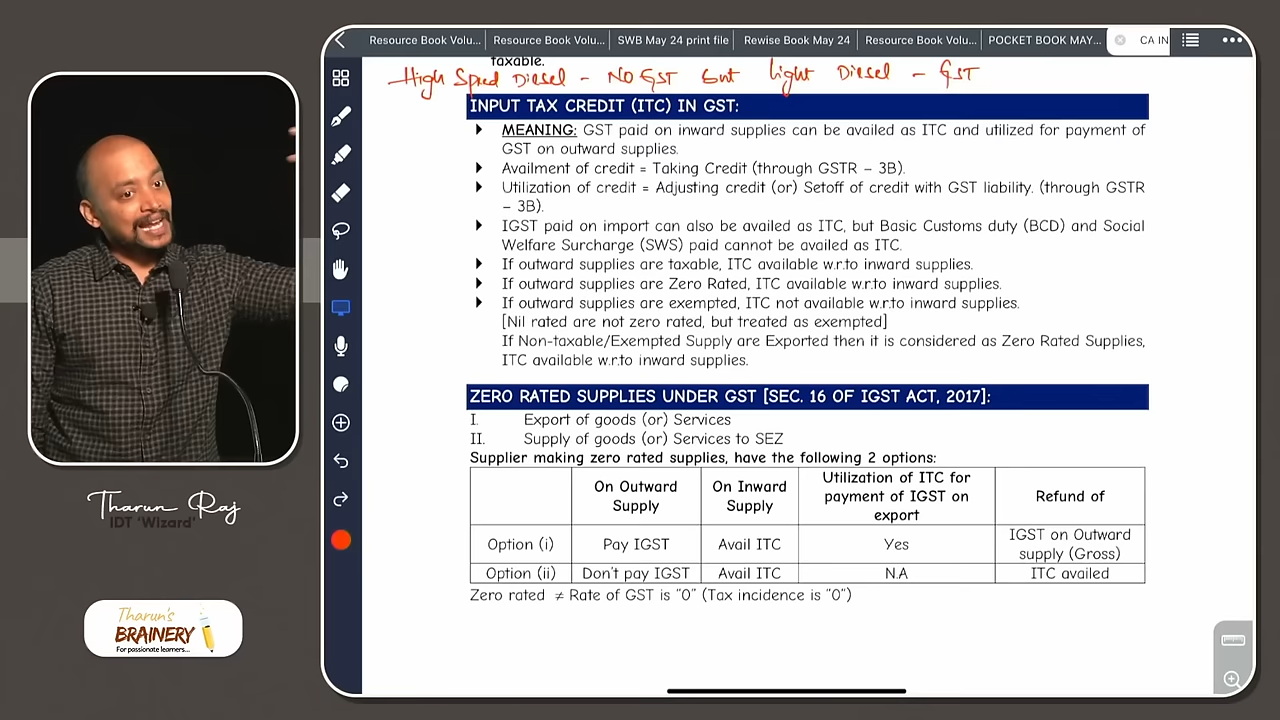 Resource Book Volu...
Resource Book Volu...
SWB May 24 print file
Rewise Book May 24
Resource Book Volu...
POCKET BOOK MAY...
CA IN
taxable.
High Speed Diesel - NO GST but light Diesel - GST
INPUT TAX CREDIT (ITC) IN GST:
MEANING: GST paid on inward supplies can be availed as ITC and utilized for payment of
GST on outward supplies.
Availment of credit = Taking Credit (through GSTR – 3B).
Utilization of credit = Adjusting credit (or) Setoff of credit with GST liability. (through GSTR
– 3B).
IGST paid on import can also be availed as ITC, but Basic Customs duty (BCD) and Social
Welfare Surcharge (SWS) paid cannot be availed as ITC.
If outward supplies are taxable, ITC available w.r.to inward supplies.
If outward supplies are Zero Rated, ITC available w.r.to inward supplies.
If outward supplies are exempted, ITC not available w.r.to inward supplies.
[Nil rated are not zero rated, but treated as exempted]
If Non-taxable/Exempted Supply are Exported then it is considered as Zero Rated Supplies,
ITC available w.r.to inward supplies.
ZERO RATED SUPPLIES UNDER GST [SEC. 16 OF IGST ACT, 2017]:
I. Export of goods (or) Services
II. Supply of goods (or) Services to SEZ
Supplier making zero rated supplies, have the following 2 options:
On Outward
Supply
On Inward
Supply
Utilization of ITC for
payment of IGST on
export
Refund of
Option (i) Pay IGST Avail ITC Yes IGST on Outward
supply (Gross)
Option (ii) Don't pay IGST Avail ITC N.A ITC availed
Zero rated ≠ Rate of GST is "0" (Tax incidence is "0")
Tharun Raj
IDT 'Wizard'
Tharun's
BRAINERY
For passionate learners...